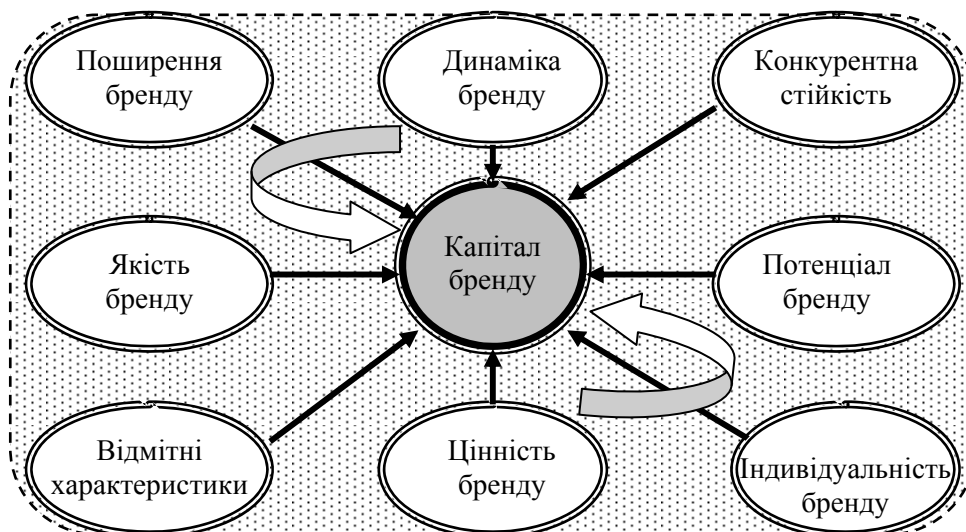 Поширення
бренду
Динаміка
бренду
Конкурентна
стійкість
Якість
бренду
Капітал
бренду
Потенціал
бренду
Відмітні
характеристики
Цінність
бренду
Індивідуальність
бренду